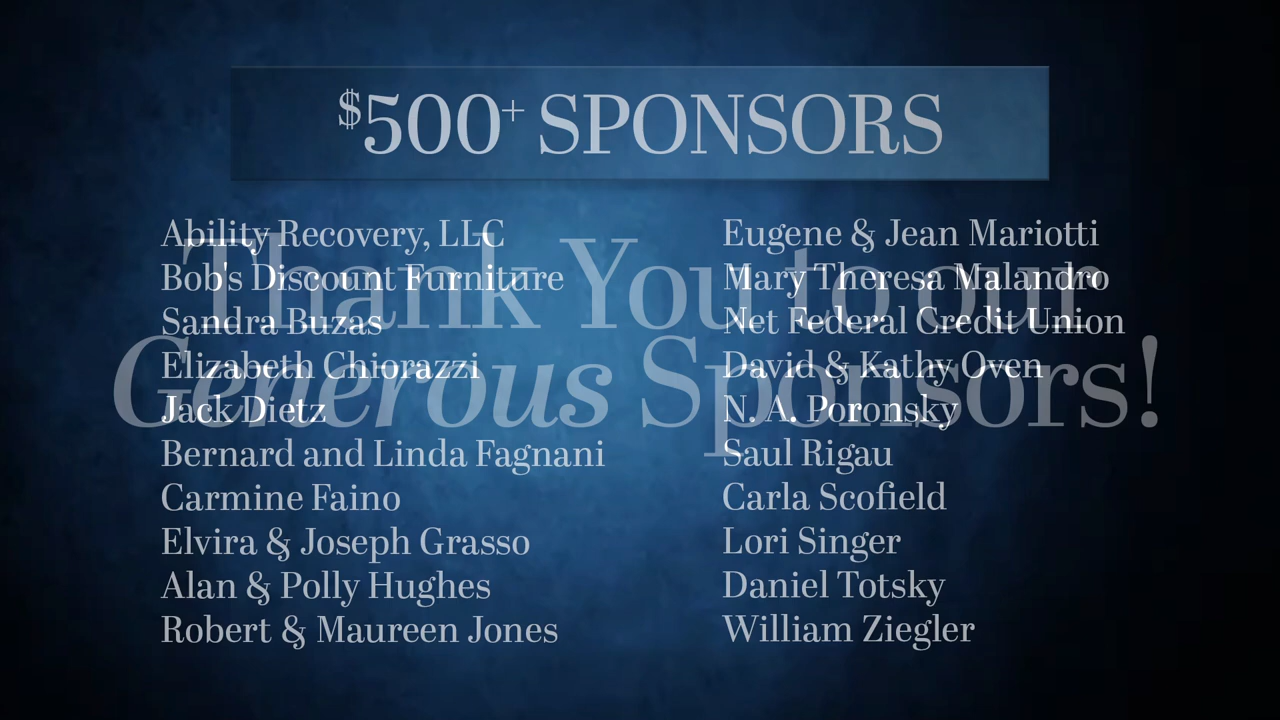 $500+ SPONSORS
Ability Recovery, LLC
Bob's Discount Furniture
Sandra Buzas
Elizabeth Chiorazzi
Jack Dietz
Bernard and Linda Fagnani
Carmine Faino
Elvira & Joseph Grasso
Alan & Polly Hughes
Robert & Maureen Jones
Eugene & Jean Mariotti
Mary Theresa Malandro
Net Federal Credit Union
David & Kathy Oven
N. A. Poronsky
Saul Rigau
Carla Scofield
Lori Singer
Daniel Totsky
William Ziegler
Thank You to our
Generous Sponsors!